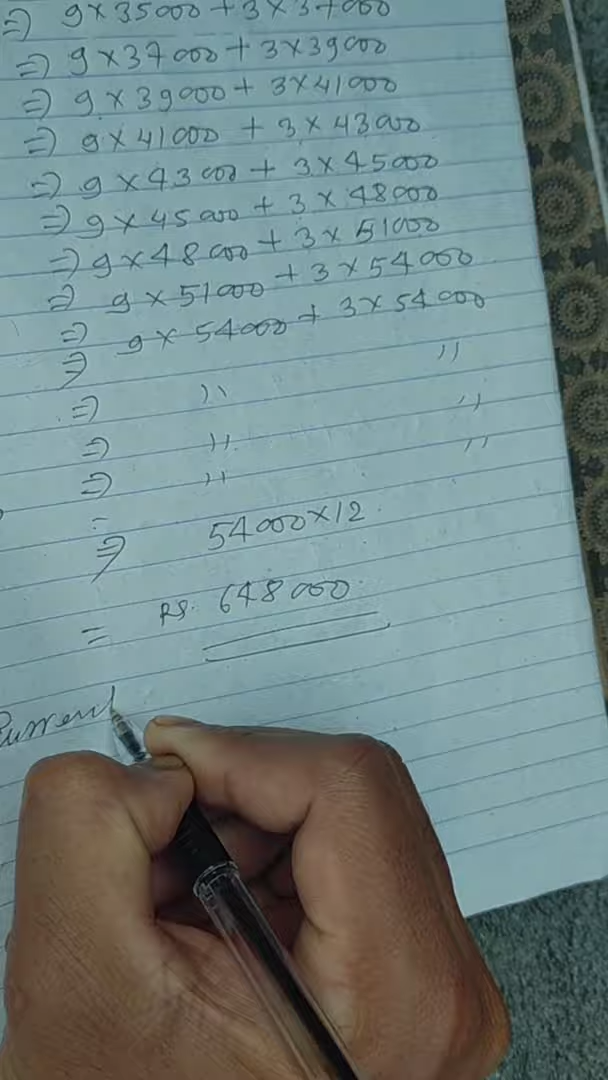 ⇒ 9×35000 + 3×37000
⇒ 9×37000 + 3×39000
⇒ 9×39000 + 3×41000
⇒ 9×41000 + 3×43000
⇒ 9×43000 + 3×45000
⇒ 9×45000 + 3×48000
⇒ 9×48000 + 3×51000
⇒ 9×51000 + 3×54000
⇒ 9×54000 + 3×54000
⇒ ''
⇒ '' ''
⇒ '' ''
⇒ ''
⇒ 54000×12
= RS. 648000
Current